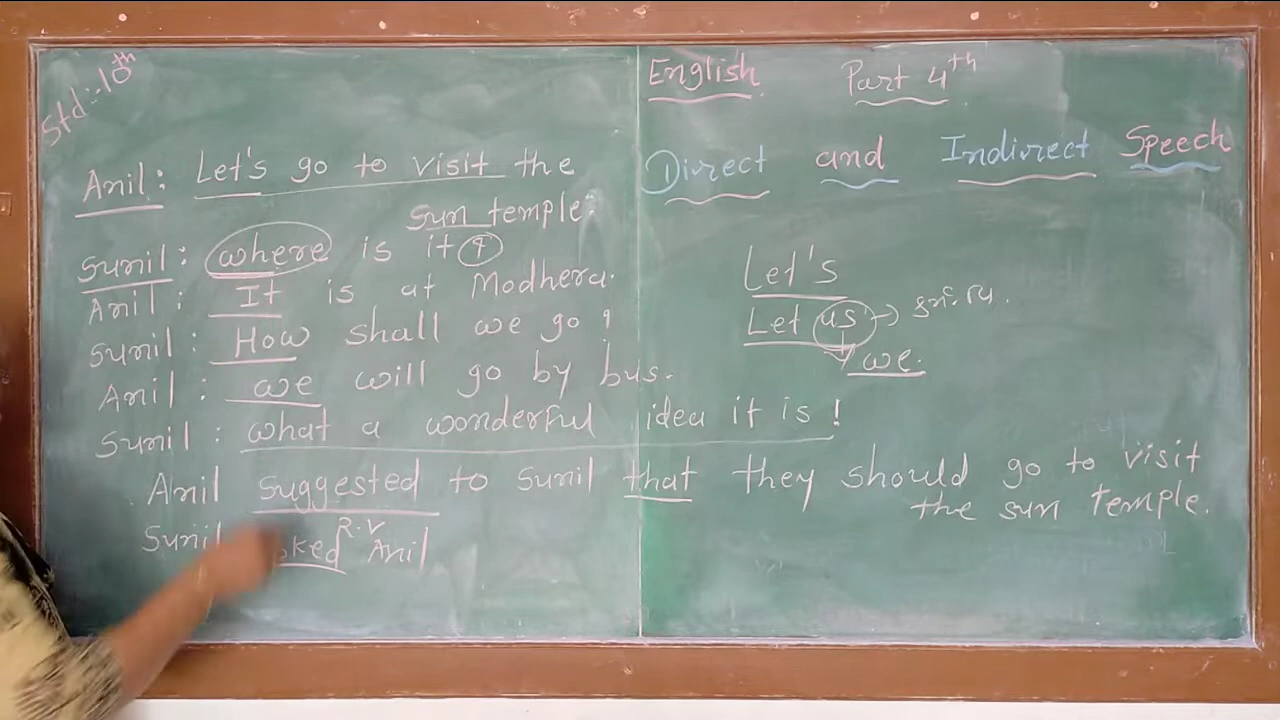 Std:-10th
English Part 4th
Direct and Indirect Speech
Anil: Let's go to visit the
sun temple.
Sunil: where is it ?
Anil: It is at Modhera.
Sunil: How shall we go ?
Anil: we will go by bus.
Sunil: what a wonderful idea it is !
Let's
Let us →
↓ we.
Anil suggested to Sunil that they should go to visit
the sun temple.
R.V
Sunil Anil